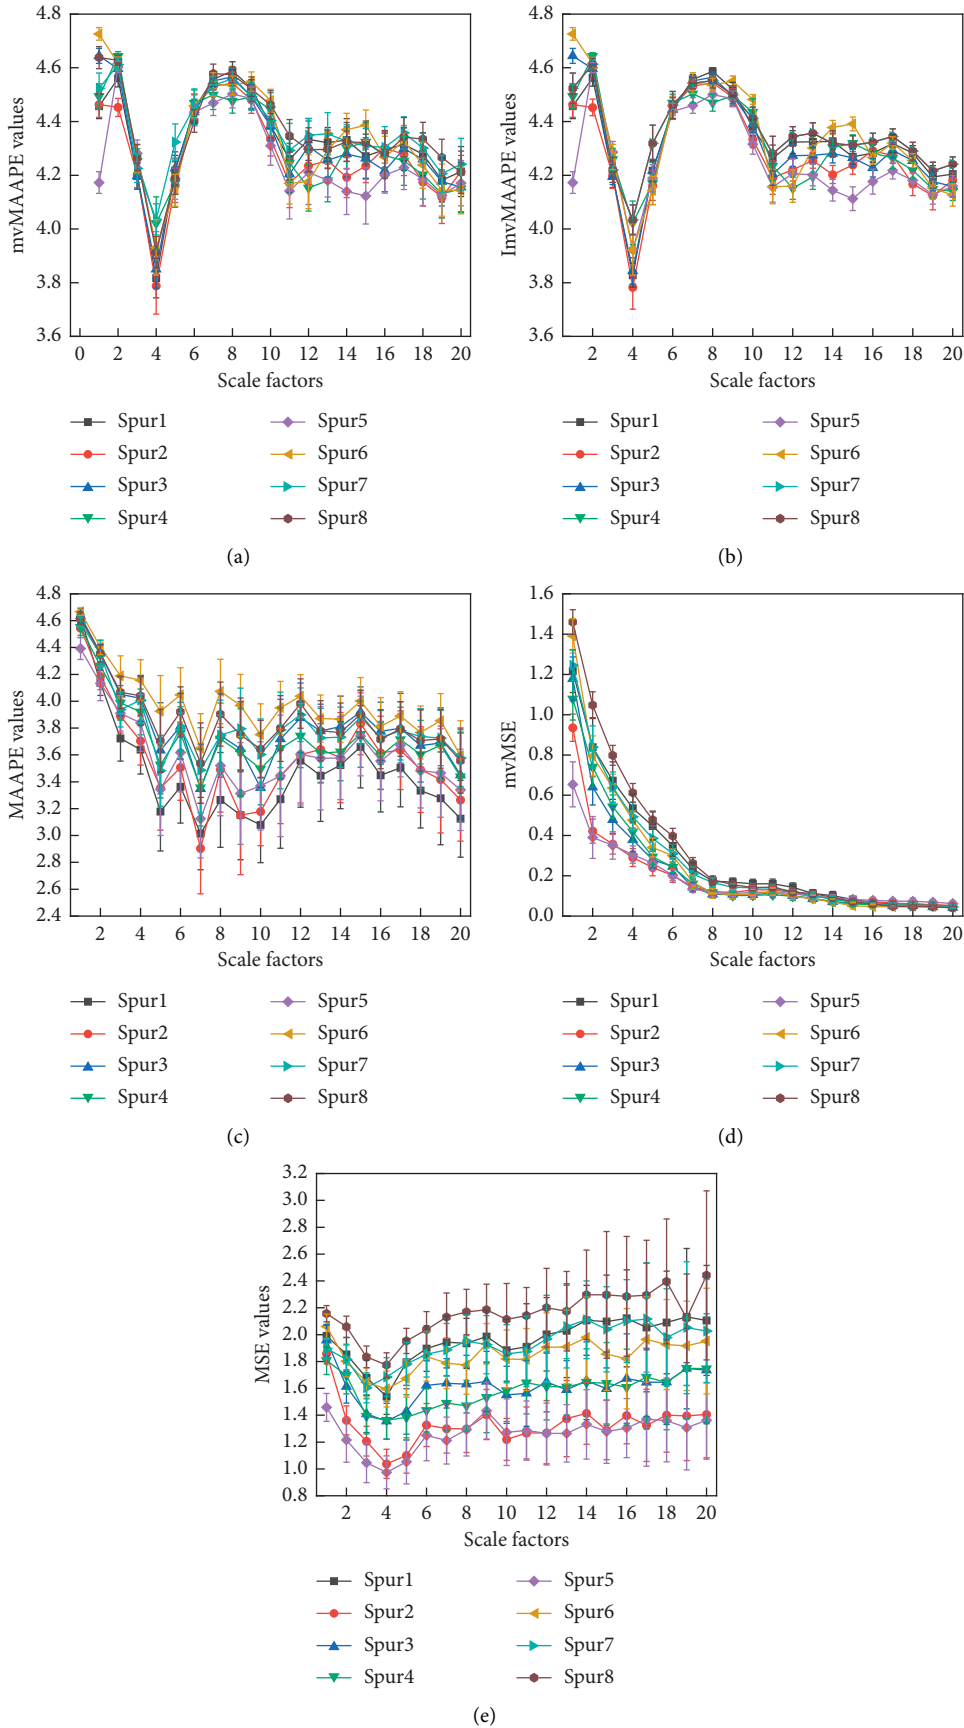 mvMAAPE values
4.8
4.6
4.4
4.2
4.0
3.8
3.6
0 2 4 6 8 10 12 14 16 18 20
Scale factors
Spur1 Spur5
Spur2 Spur6
Spur3 Spur7
Spur4 Spur8
(a)
ImvMAAPE values
4.8
4.6
4.4
4.2
4.0
3.8
3.6
2 4 6 8 10 12 14 16 18 20
Scale factors
Spur1 Spur5
Spur2 Spur6
Spur3 Spur7
Spur4 Spur8
(b)
MAAPE values
4.8
4.6
4.4
4.2
4.0
3.8
3.6
3.4
3.2
3.0
2.8
2.6
2.4
2 4 6 8 10 12 14 16 18 20
Scale factors
Spur1 Spur5
Spur2 Spur6
Spur3 Spur7
Spur4 Spur8
(c)
mvMSE
1.6
1.4
1.2
1.0
0.8
0.6
0.4
0.2
0.0
2 4 6 8 10 12 14 16 18 20
Scale factors
Spur1 Spur5
Spur2 Spur6
Spur3 Spur7
Spur4 Spur8
(d)
MSE values
3.2
3.0
2.8
2.6
2.4
2.2
2.0
1.8
1.6
1.4
1.2
1.0
0.8
2 4 6 8 10 12 14 16 18 20
Scale factors
Spur1 Spur5
Spur2 Spur6
Spur3 Spur7
Spur4 Spur8
(e)